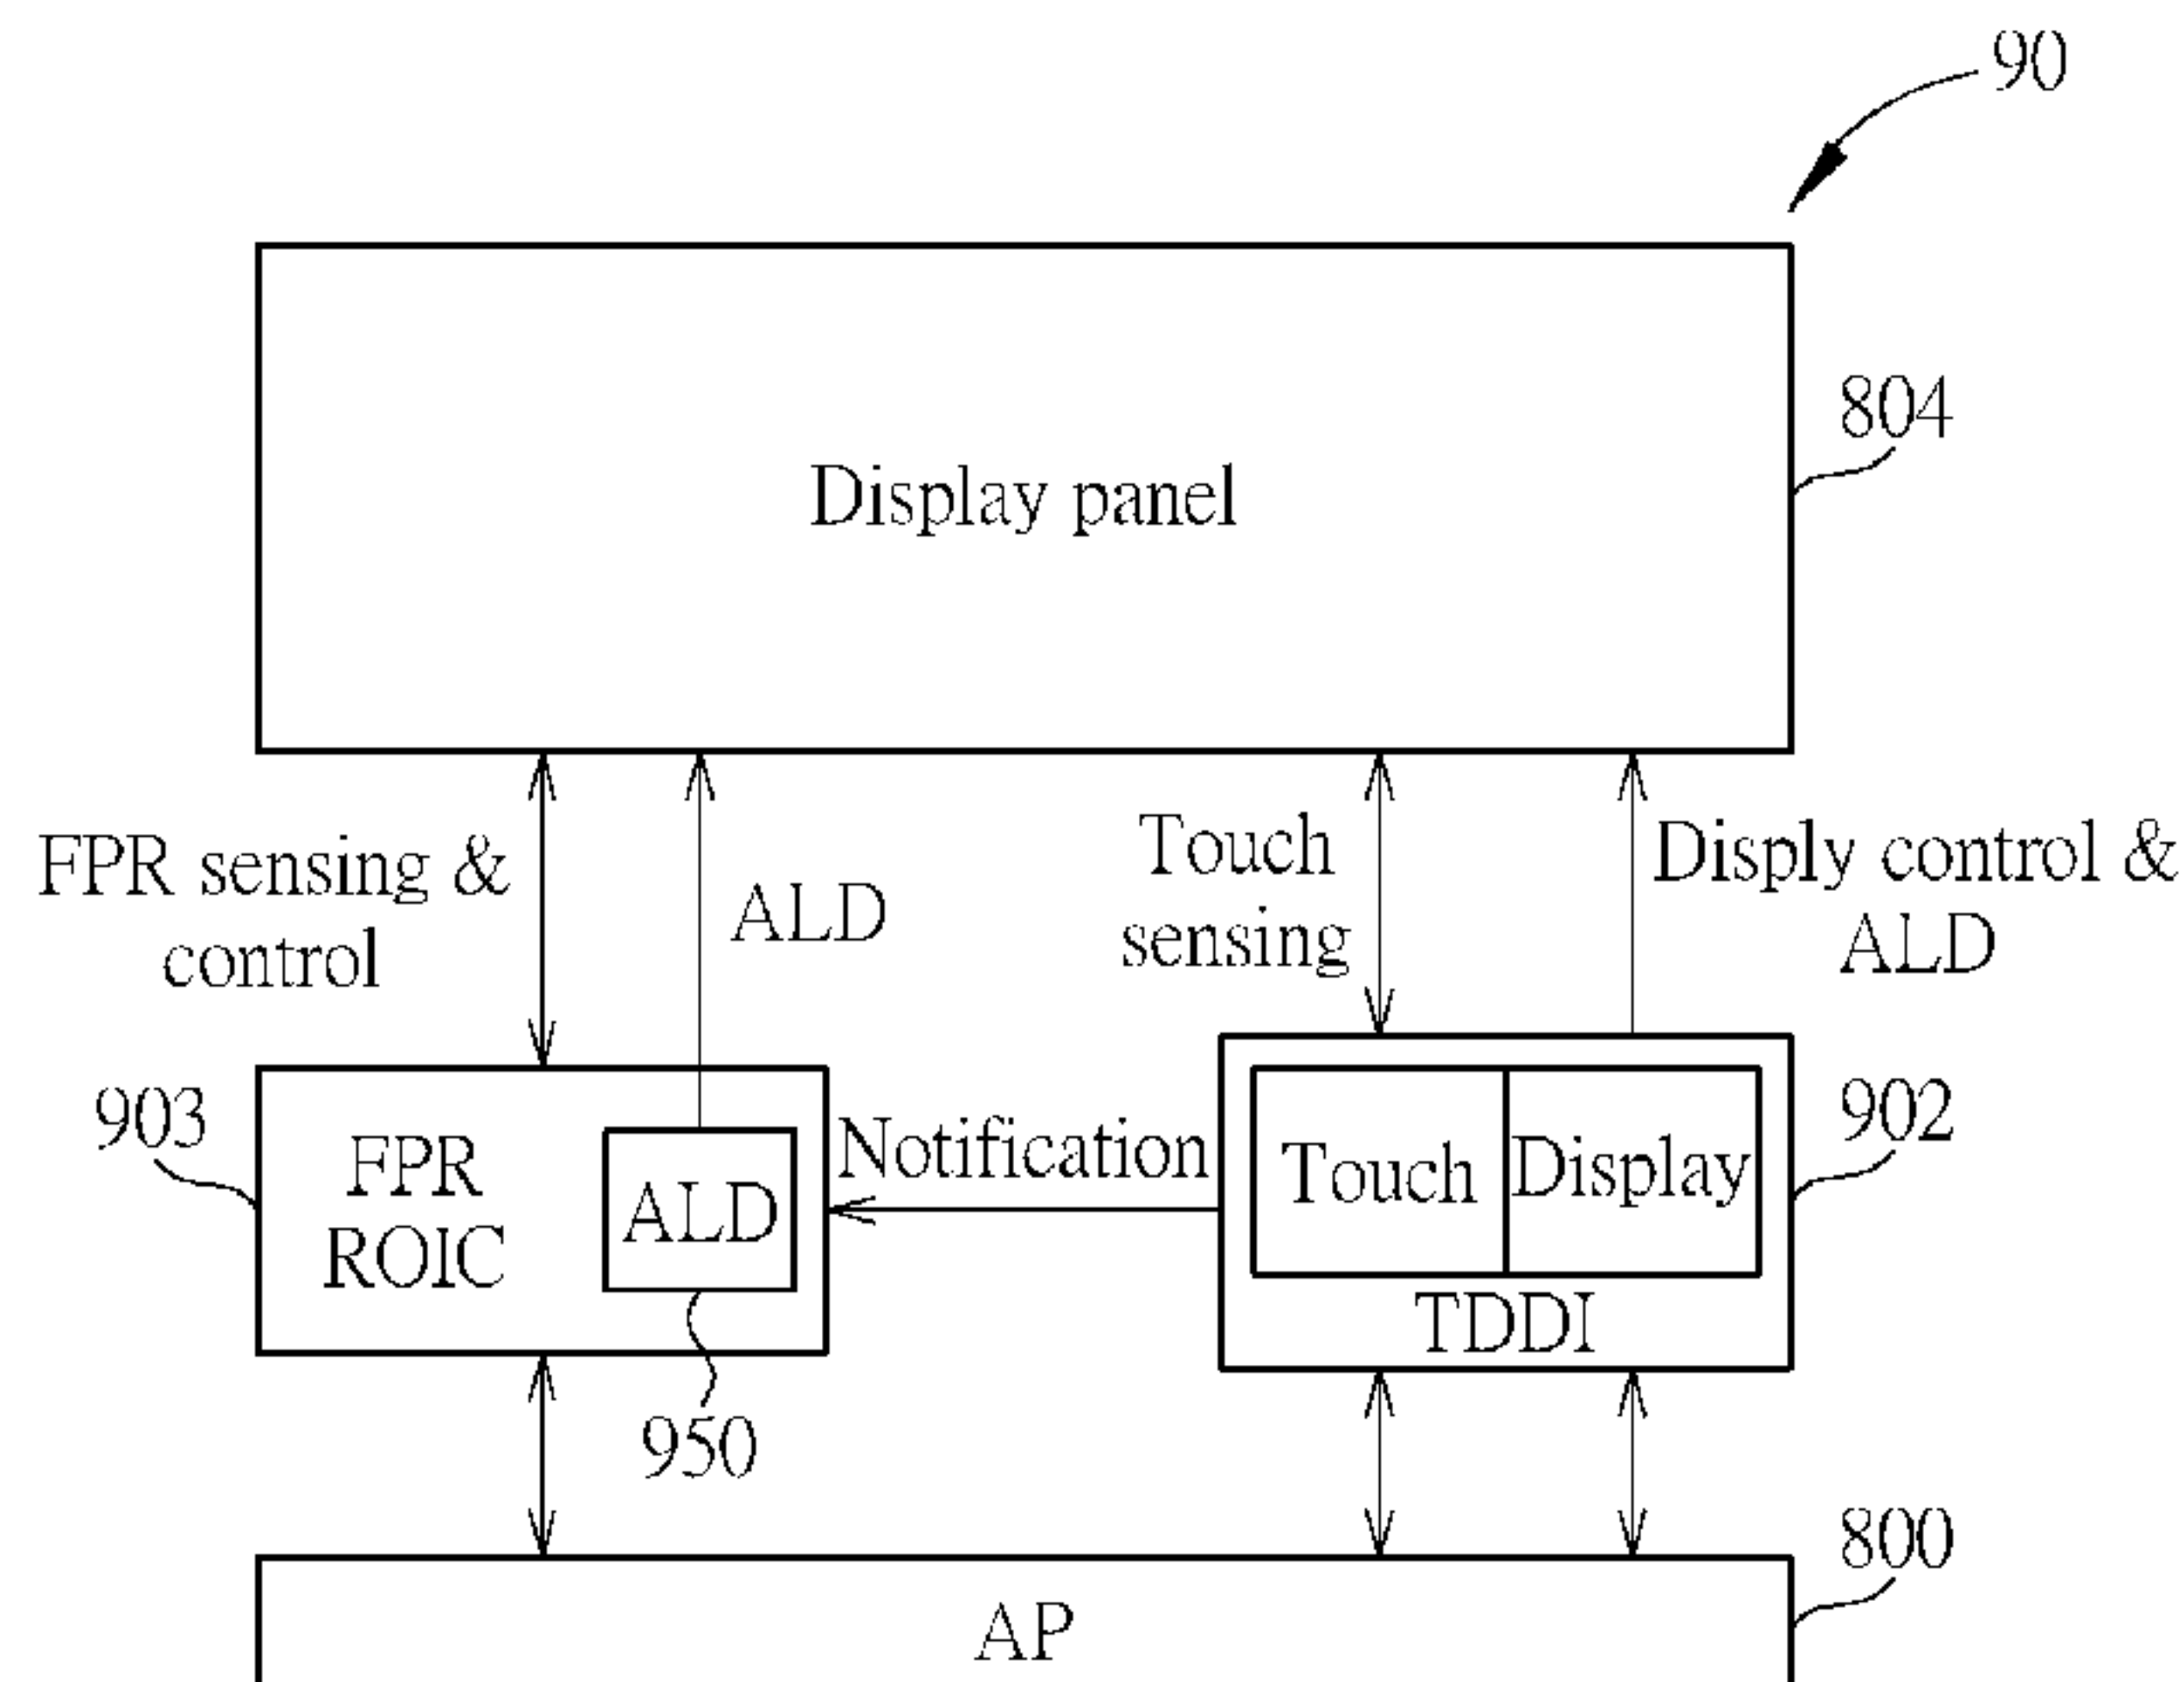 90
804
Display panel
FPR sensing &
control
ALD
Touch
sensing
Disply control &
ALD
903
FPR
ROIC
ALD
Notification
Touch
Display
TDDI
902
950
800
AP